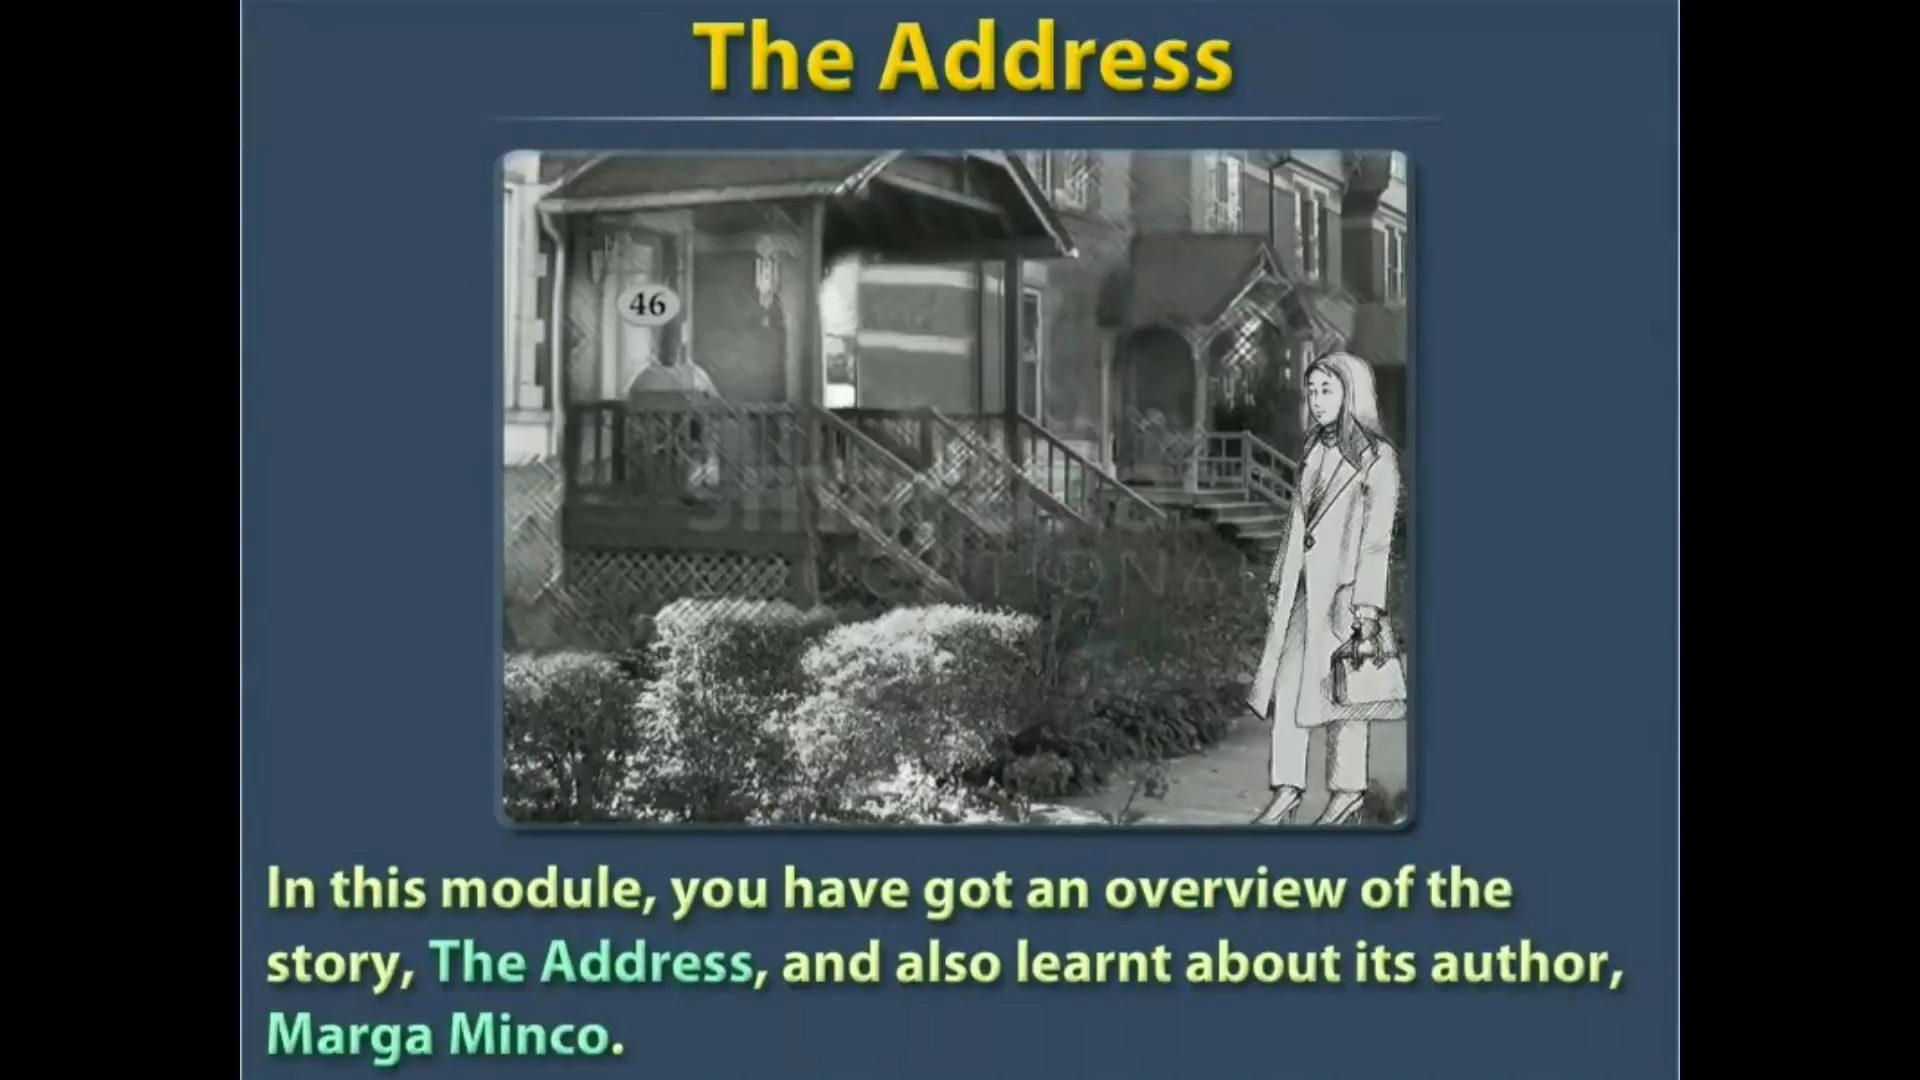 The Address
46
In this module, you have got an overview of the
story, The Address, and also learnt about its author,
Marga Minco.